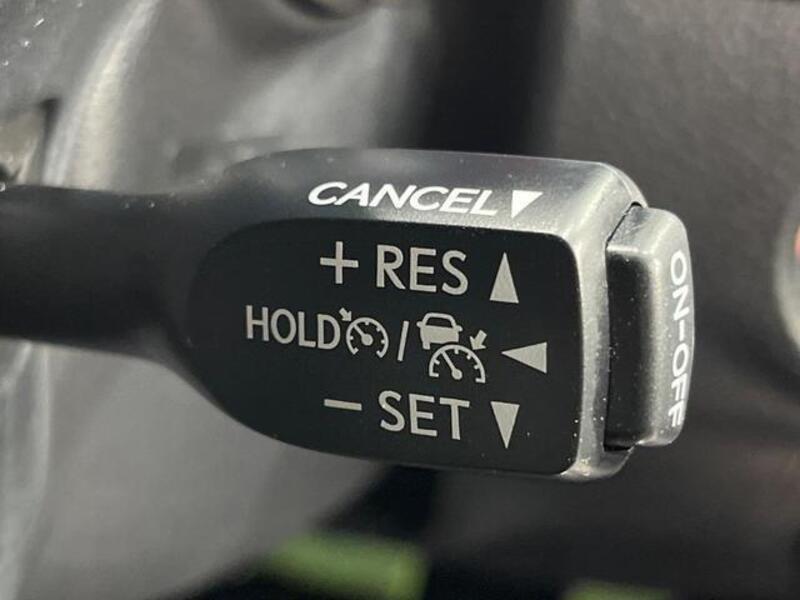 CANCEL
+ RES
HOLD /
– SET
ON-OFF